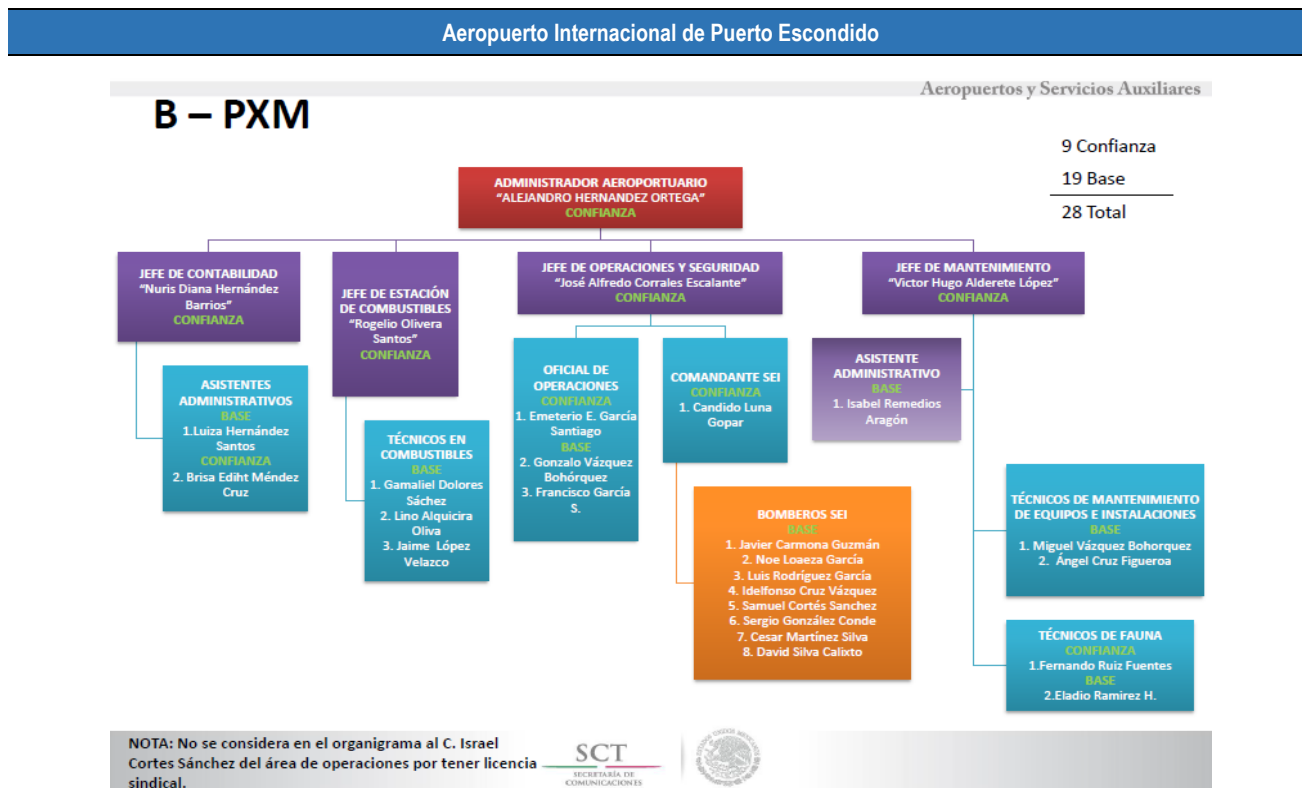 Aeropuerto Internacional de Puerto Escondido
Aeropuertos y Servicios Auxiliares
B – PXM
9 Confianza
19 Base
28 Total
ADMINISTRADOR AEROPORTUARIO
“ALEJANDRO HERNANDEZ ORTEGA”
CONFIANZA
JEFE DE CONTABILIDAD
“Nuris Diana Hernández
Barrios”
CONFIANZA
JEFE DE ESTACIÓN
DE COMBUSTIBLES
“Rogelio Olivera
Santos”
CONFIANZA
JEFE DE OPERACIONES Y SEGURIDAD
“José Alfredo Corrales Escalante”
CONFIANZA
JEFE DE MANTENIMIENTO
“Victor Hugo Alderete López”
CONFIANZA
ASISTENTES
ADMINISTRATIVOS
BASE
1.Luiza Hernández
Santos
CONFIANZA
2. Brisa Ediht Méndez
Cruz
TÉCNICOS EN
COMBUSTIBLES
BASE
1. Gamaliel Dolores
Sáchez
2. Lino Alquicira
Oliva
3. Jaime López
Velazco
OFICIAL DE
OPERACIONES
CONFIANZA
1. Emeterio E. García
Santiago
BASE
2. Gonzalo Vázquez
Bohórquez
3. Francisco García
S.
COMANDANTE SEI
CONFIANZA
1. Candido Luna
Gopar
BOMBEROS SEI
BASE
1. Javier Carmona Guzmán
2. Noe Loaeza García
3. Luis Rodríguez García
4. Idelfonso Cruz Vázquez
5. Samuel Cortés Sanchez
6. Sergio González Conde
7. Cesar Martínez Silva
8. David Silva Calixto
ASISTENTE
ADMINISTRATIVO
BASE
1. Isabel Remedios
Aragón
TÉCNICOS DE MANTENIMIENTO
DE EQUIPOS E INSTALACIONES
BASE
1. Miguel Vázquez Bohorquez
2. Ángel Cruz Figueroa
TÉCNICOS DE FAUNA
CONFIANZA
1.Fernando Ruiz Fuentes
BASE
2.Eladio Ramirez H.
NOTA: No se considera en el organigrama al C. Israel
Cortes Sánchez del área de operaciones por tener licencia
sindical.
SCT
SECRETARÍA DE
COMUNICACIONES